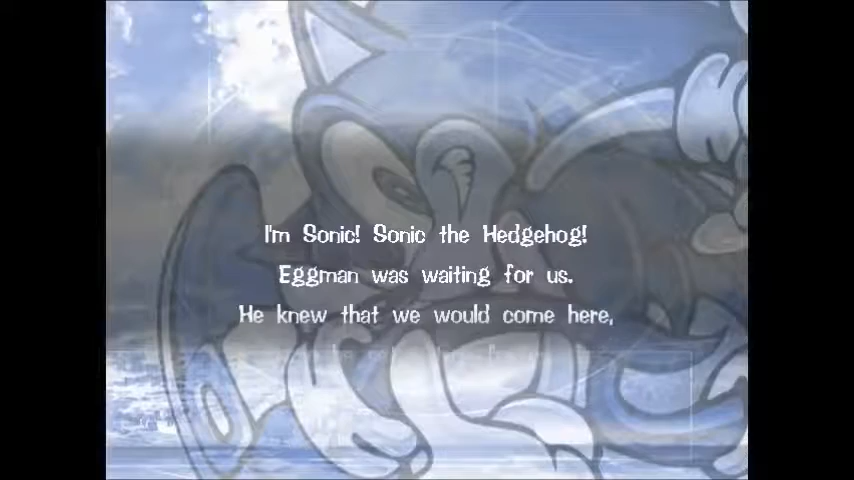 I'm Sonic! Sonic the Hedgehog!
Eggman was waiting for us.
He knew that we would come here,